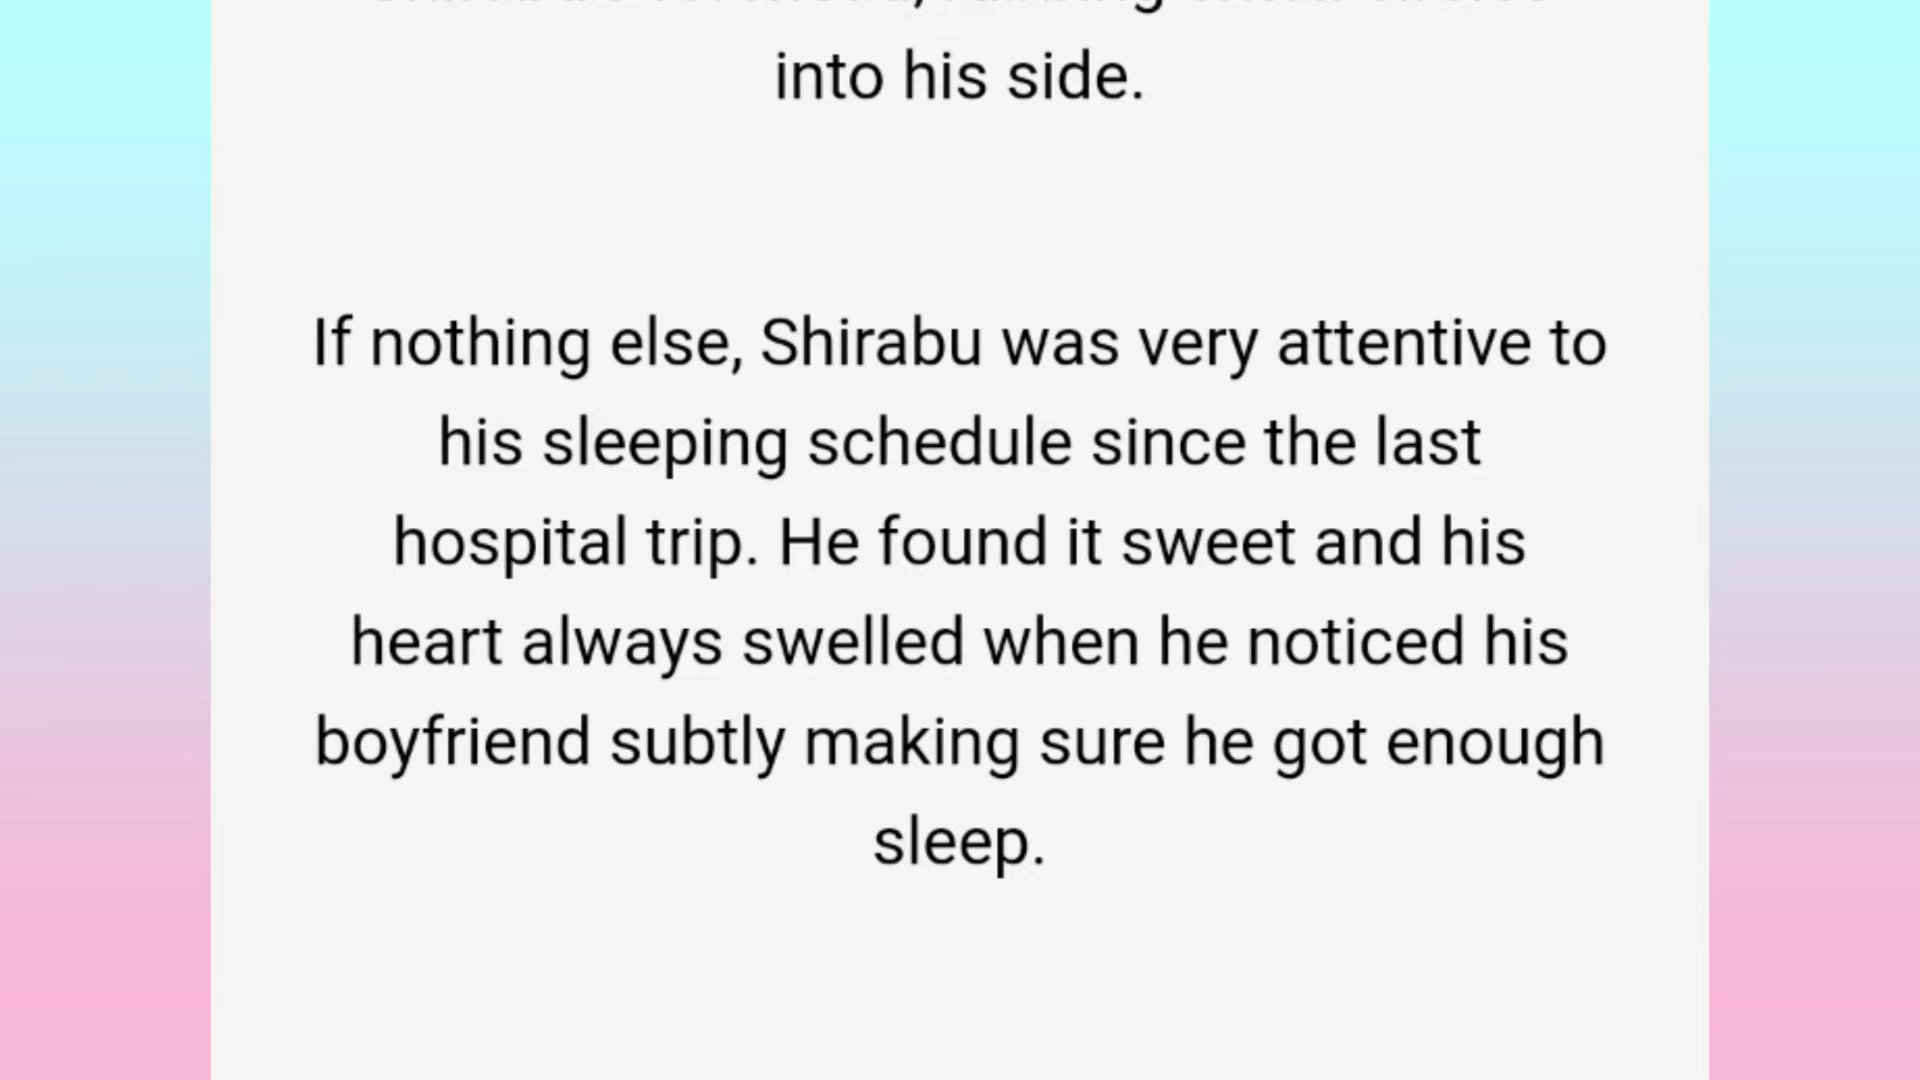 into his side.
If nothing else, Shirabu was very attentive to
his sleeping schedule since the last
hospital trip. He found it sweet and his
heart always swelled when he noticed his
boyfriend subtly making sure he got enough
sleep.